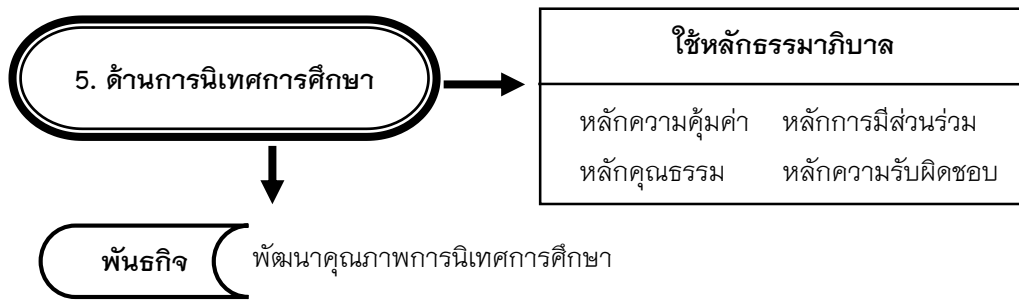 5. ด้านการนิเทศการศึกษา
ใช้หลักธรรมาภิบาล
หลักความคุ้มค่า หลักการมีส่วนร่วม
หลักคุณธรรม หลักความรับผิดชอบ
พันธกิจ พัฒนาคุณภาพการนิเทศการศึกษา